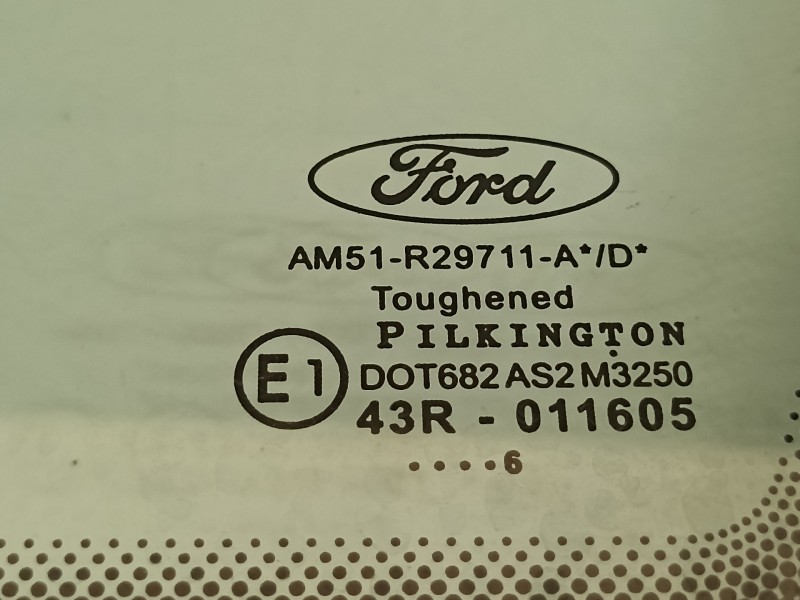 Ford
AM51-R29711-A*/D*
Toughened
PILKINGTON
E1
DOT682 AS2 M3250
43R - 011605
....6